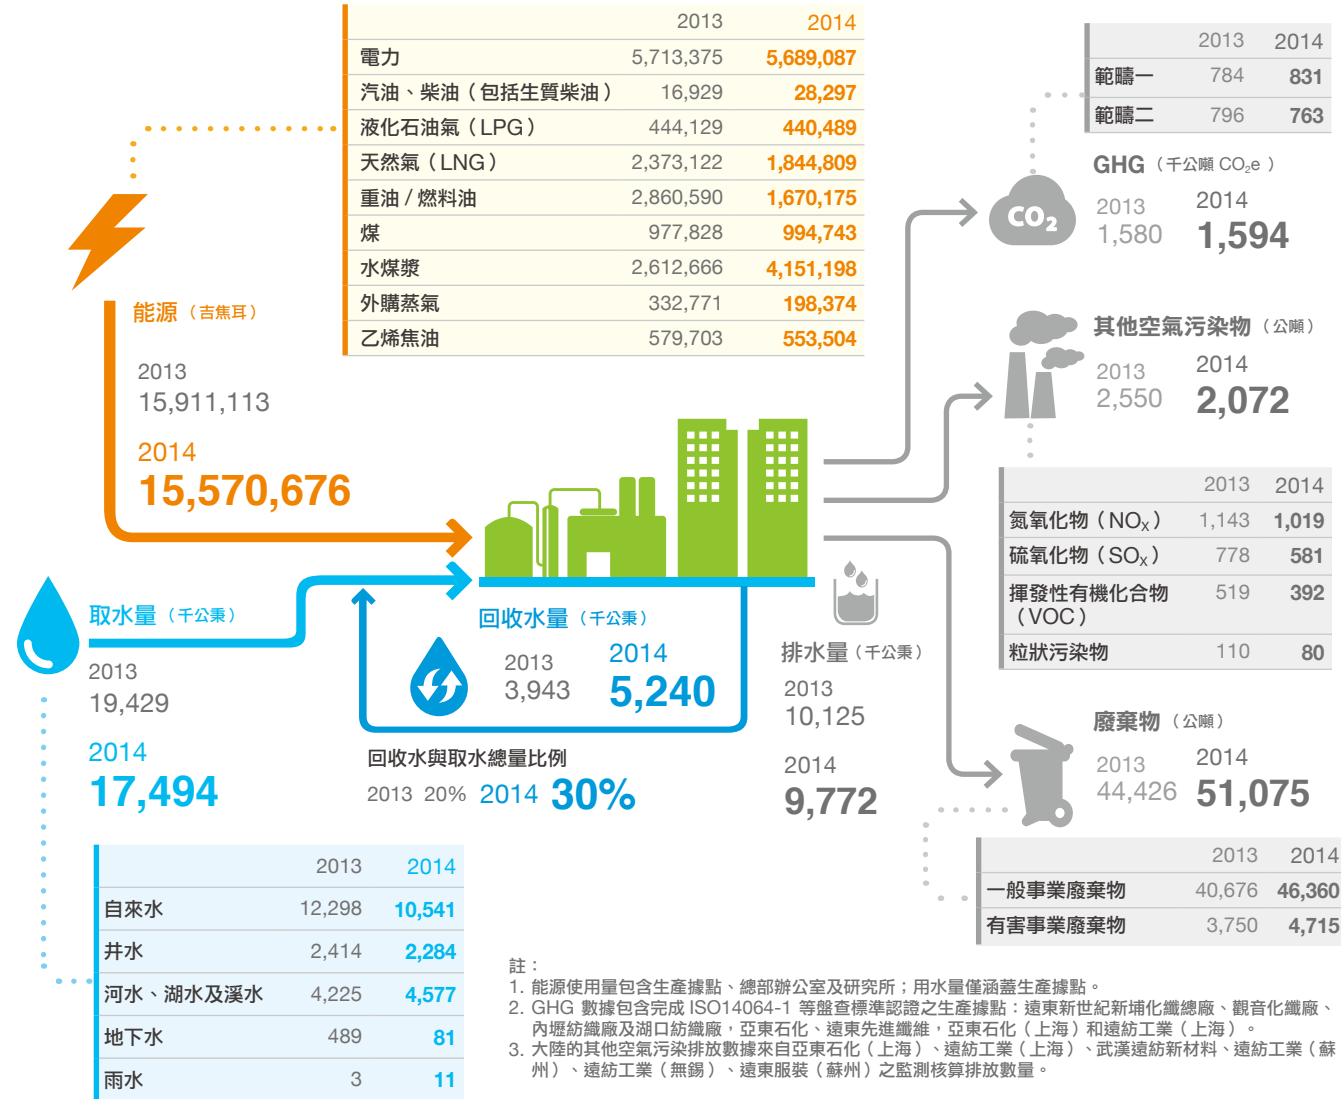 2013 2014
電力 5,713,375 5,689,087
汽油、柴油（包括生質柴油） 16,929 28,297
液化石油氣（LPG） 444,129 440,489
天然氣（LNG） 2,373,122 1,844,809
重油 / 燃料油 2,860,590 1,670,175
煤 977,828 994,743
水煤漿 2,612,666 4,151,198
外購蒸氣 332,771 198,374
乙烯焦油 579,703 553,504
能源（吉焦耳）
2013
15,911,113
2014
15,570,676
取水量（千公秉）
2013
19,429
2014
17,494
2013 2014
自來水 12,298 10,541
井水 2,414 2,284
河水、湖水及溪水 4,225 4,577
地下水 489 81
雨水 3 11
回收水量（千公秉）
2013 2014
3,943 5,240
回收水與取水總量比例
2013 20% 2014 30%
排水量（千公秉）
2013
10,125
2014
9,772
2013 2014
範疇一 784 831
範疇二 796 763
CO2
GHG（千公噸 CO₂e ）
2013 2014
1,580 1,594
其他空氣污染物（公噸）
2013 2014
2,550 2,072
2013 2014
氮氧化物（NOX） 1,143 1,019
硫氧化物（SOX） 778 581
揮發性有機化合物 519 392
（VOC）
粒狀污染物 110 80
廢棄物（公噸）
2013 2014
44,426 51,075
2013 2014
一般事業廢棄物 40,676 46,360
有害事業廢棄物 3,750 4,715
註：
1. 能源使用量包含生產據點、總部辦公室及研究所；用水量僅涵蓋生產據點。
2. GHG 數據包含完成 ISO14064-1 等盤查標準認證之生產據點：遠東新世紀新埔化纖總廠、觀音化纖廠、
內壢紡織廠及湖口紡織廠，亞東石化、遠東先進纖維，亞東石化（上海）和遠紡工業（上海）。
3. 大陸的其他空氣污染排放數據來自亞東石化（上海）、遠紡工業（上海）、武漢遠紡新材料、遠紡工業（蘇
州）、遠紡工業（無錫）、遠東服裝（蘇州）之監測核算排放數量。